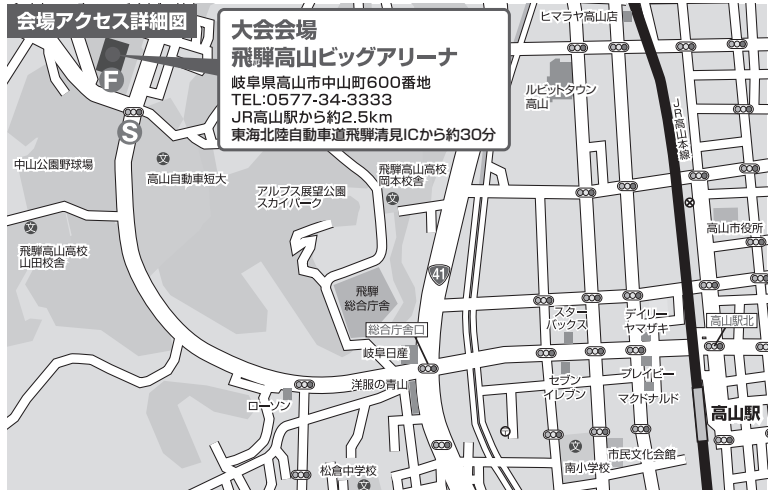 会場アクセス詳細図
大会会場
飛騨高山ビッグアリーナ
岐阜県高山市中山町600番地
TEL:0577-34-3333
JR高山駅から約2.5km
東海北陸自動車道飛騨清見ICから約30分
ヒマラヤ高山店
F
S
ルビットタウン
高山
JR高山本線
中山公園野球場
文
高山自動車短大
飛騨高山高校
岡本校舎
文
アルプス展望公園
スカイパーク
文
飛騨高山高校
山田校舎
高山市役所
41
飛騨
総合庁舎
総合庁舎口
スター
バックス
デイリー
ヤマザキ
高山駅北
岐阜日産
洋服の青山
セブン
イレブン
プレイビー
マクドナルド
ローソン
高山駅
文
南小学校
市民文化会館
松倉中学校
文